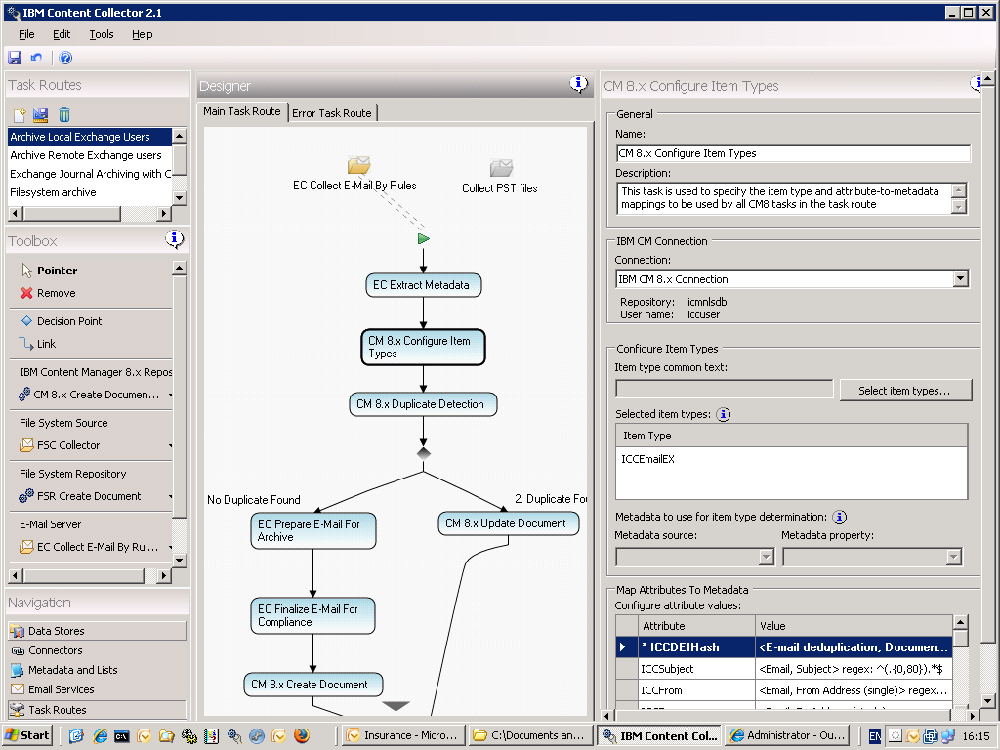 IBM Content Collector 2.1
File Edit Tools Help
Task Routes
Archive Local Exchange Users
Archive Remote Exchange users
Exchange Journal Archiving with C
Filesystem archive
Toolbox
Pointer
Remove
Decision Point
Link
IBM Content Manager 8.x Repos
CM 8.x Create Documen...
File System Source
FSC Collector
File System Repository
FSR Create Document
E-Mail Server
EC Collect E-Mail By Rul...
Navigation
Data Stores
Connectors
Metadata and Lists
Email Services
Task Routes
Designer
Main Task Route
Error Task Route
EC Collect E-Mail By Rules
Collect PST files
EC Extract Metadata
CM 8.x Configure Item
Types
CM 8.x Duplicate Detection
No Duplicate Found
2. Duplicate Fou
EC Prepare E-Mail For
Archive
CM 8.x Update Document
EC Finalize E-Mail For
Compliance
CM 8.x Create Document
CM 8.x Configure Item Types
General
Name:
CM 8.x Configure Item Types
Description:
This task is used to specify the item type and attribute-to-metadata
mappings to be used by all CM8 tasks in the task route
IBM CM Connection
Connection:
IBM CM 8.x Connection
Repository: icmnlsdb
User name: iccuser
Configure Item Types
Item type common text:
Select item types...
Selected item types:
Item Type
ICCEmailEX
Metadata to use for item type determination:
Metadata source: Metadata property:
Map Attributes To Metadata
Configure attribute values:
Attribute Value
* ICCDEIHash <E-mail deduplication, Documen...
ICCSubject <Email, Subject> regex: ^(.{0,80}).*$
ICCFrom <Email, From Address (single)> regex...
Start
Insurance - Micro...
C:\Documents an...
IBM Content Col...
Administrator - Ou...
EN
16:15